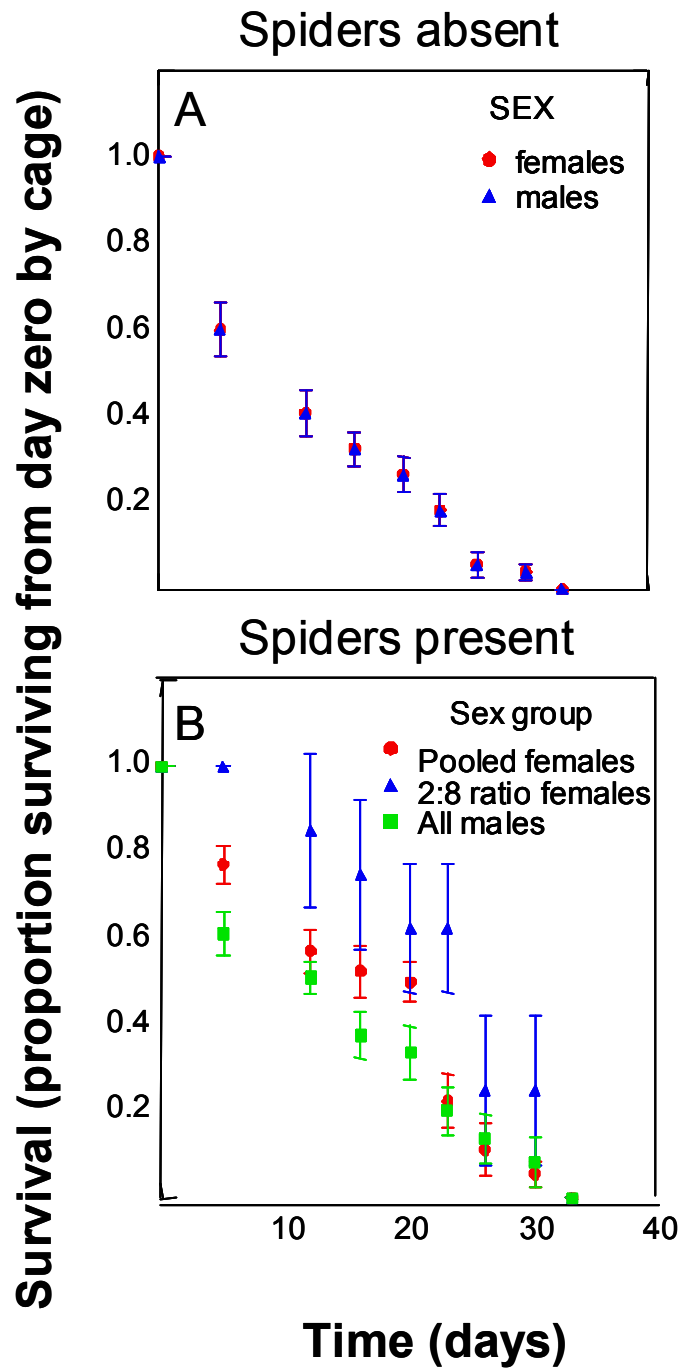 Spiders absent
A
SEX
females
males
1.0
0.8
0.6
0.4
0.2
Spiders present
B
Sex group
Pooled females
2:8 ratio females
All males
1.0
0.8
0.6
0.4
0.2
10 20 30 40
Time (days)
Survival (proportion surviving from day zero by cage)